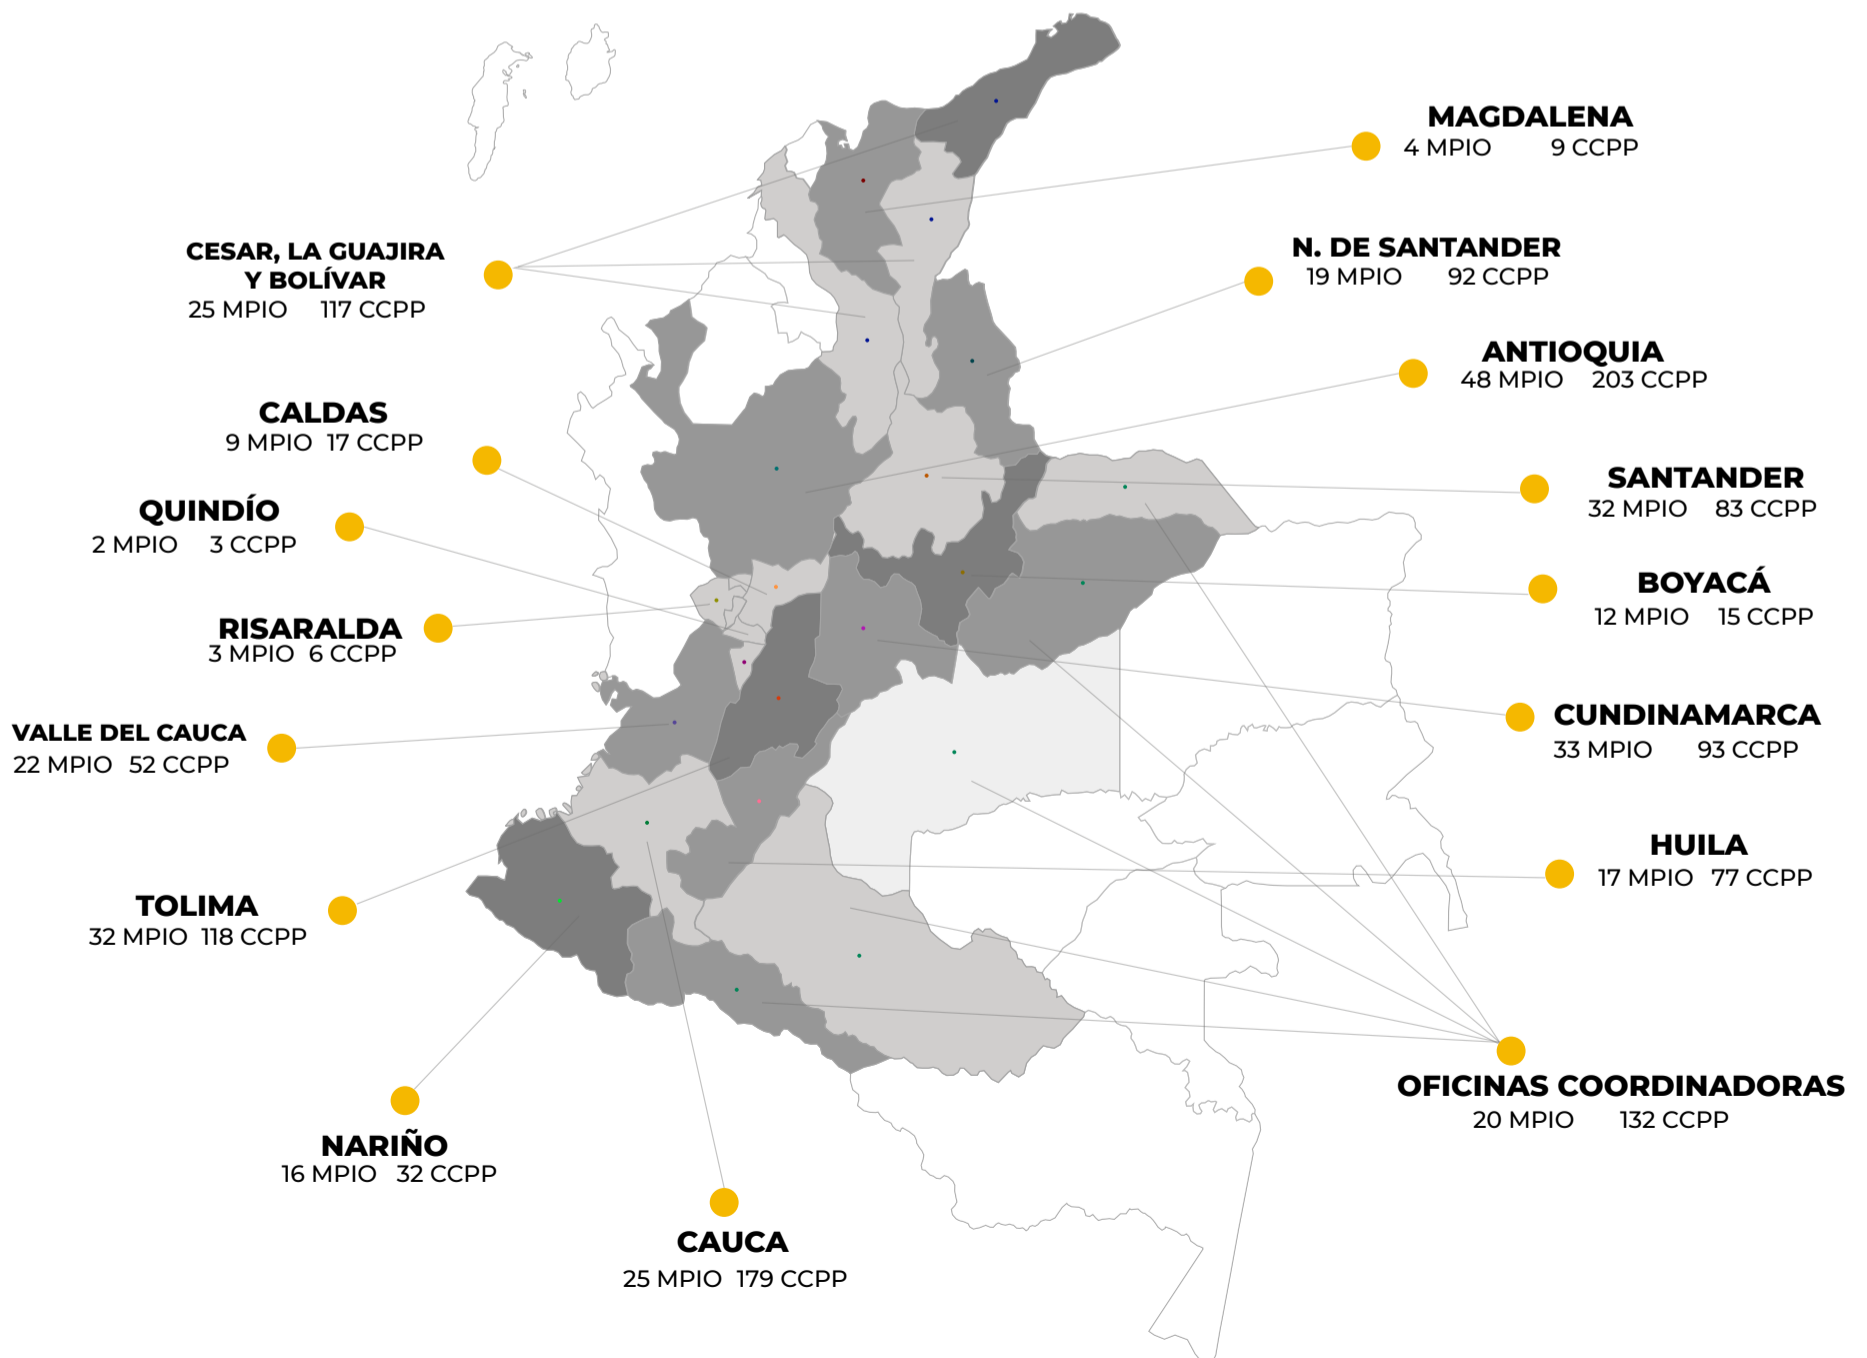 MAGDALENA
4 MPIO 9 CCPP
CESAR, LA GUAJIRA
Y BOLÍVAR
25 MPIO 117 CCPP
N. DE SANTANDER
19 MPIO 92 CCPP
ANTIOQUIA
48 MPIO 203 CCPP
CALDAS
9 MPIO 17 CCPP
SANTANDER
32 MPIO 83 CCPP
QUINDÍO
2 MPIO 3 CCPP
BOYACÁ
12 MPIO 15 CCPP
RISARALDA
3 MPIO 6 CCPP
CUNDINAMARCA
33 MPIO 93 CCPP
VALLE DEL CAUCA
22 MPIO 52 CCPP
HUILA
17 MPIO 77 CCPP
TOLIMA
32 MPIO 118 CCPP
OFICINAS COORDINADORAS
20 MPIO 132 CCPP
NARIÑO
16 MPIO 32 CCPP
CAUCA
25 MPIO 179 CCPP